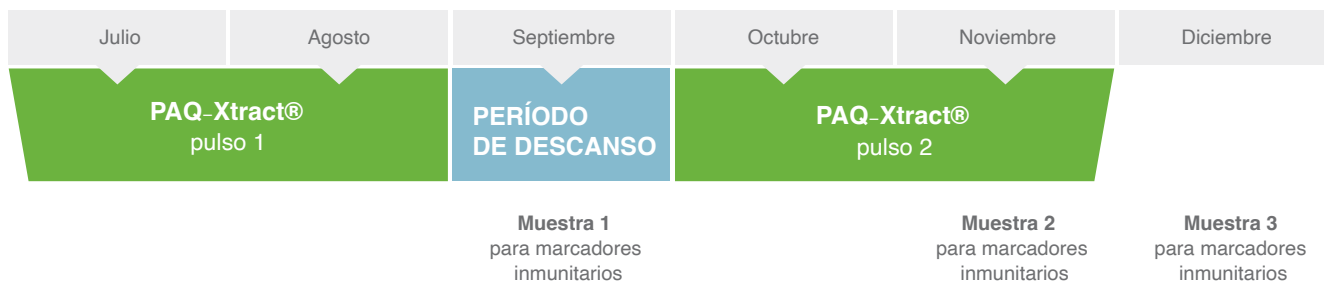 Julio Agosto Septiembre Octubre Noviembre Diciembre
PAQ-Xtract®
pulso 1
PERÍODO
DE DESCANSO
PAQ-Xtract®
pulso 2
Muestra 1
para marcadores
inmunitarios
Muestra 2
para marcadores
inmunitarios
Muestra 3
para marcadores
inmunitarios